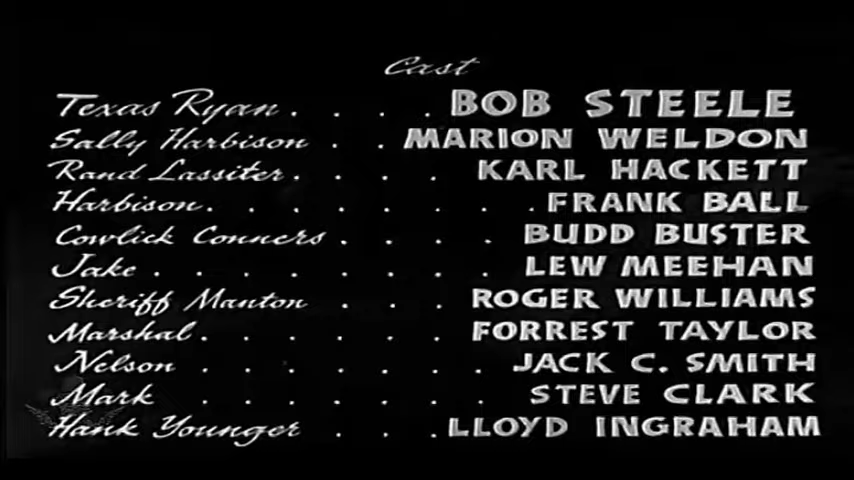 Cast
Texas Ryan . . . . BOB STEELE
Sally Harbison . . MARION WELDON
Rand Lassiter . . . . KARL HACKETT
Harbison . . . . . . . . FRANK BALL
Cowlick Conners . . . . BUDD BUSTER
Jake . . . . . . . . LEW MEEHAN
Sheriff Manton . . . ROGER WILLIAMS
Marshal . . . . . . FORREST TAYLOR
Nelson . . . . . . . JACK C. SMITH
Mark . . . . . . . STEVE CLARK
Hank Younger . . . LLOYD INGRAHAM